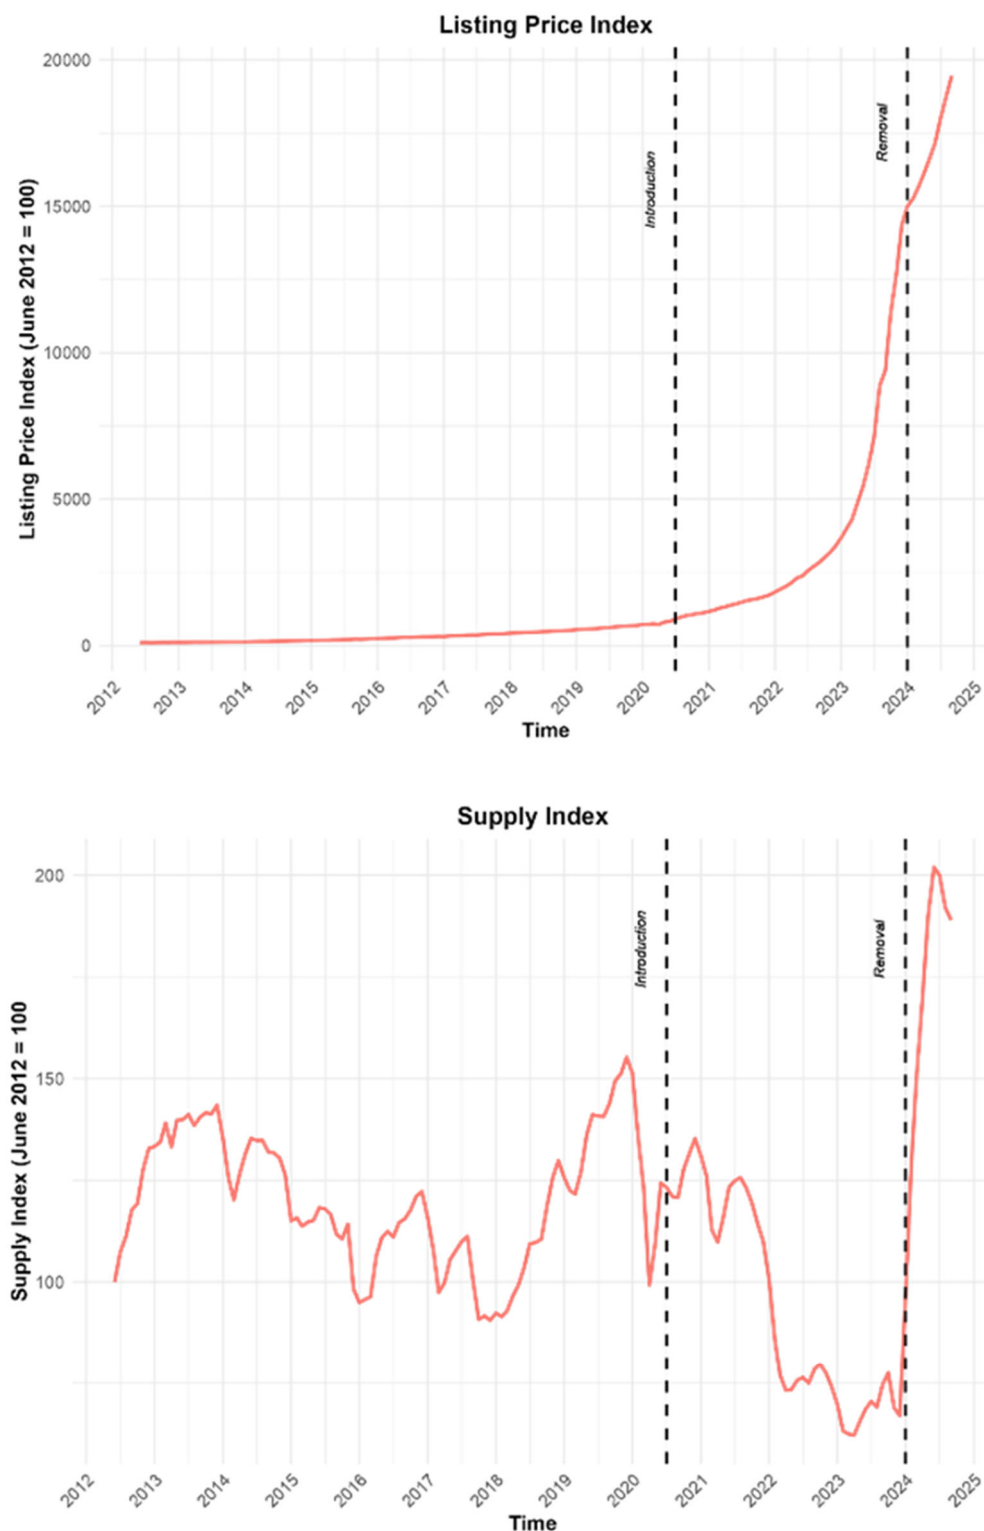 Listing Price Index
Listing Price Index (June 2012 = 100)
20000
15000
10000
5000
0
Introduction
Removal
2012 2013 2014 2015 2016 2017 2018 2019 2020 2021 2022 2023 2024 2025
Time
Supply Index
Supply Index (June 2012 = 100
200
150
100
Introduction
Removal
2012 2013 2014 2015 2016 2017 2018 2019 2020 2021 2022 2023 2024 2025
Time